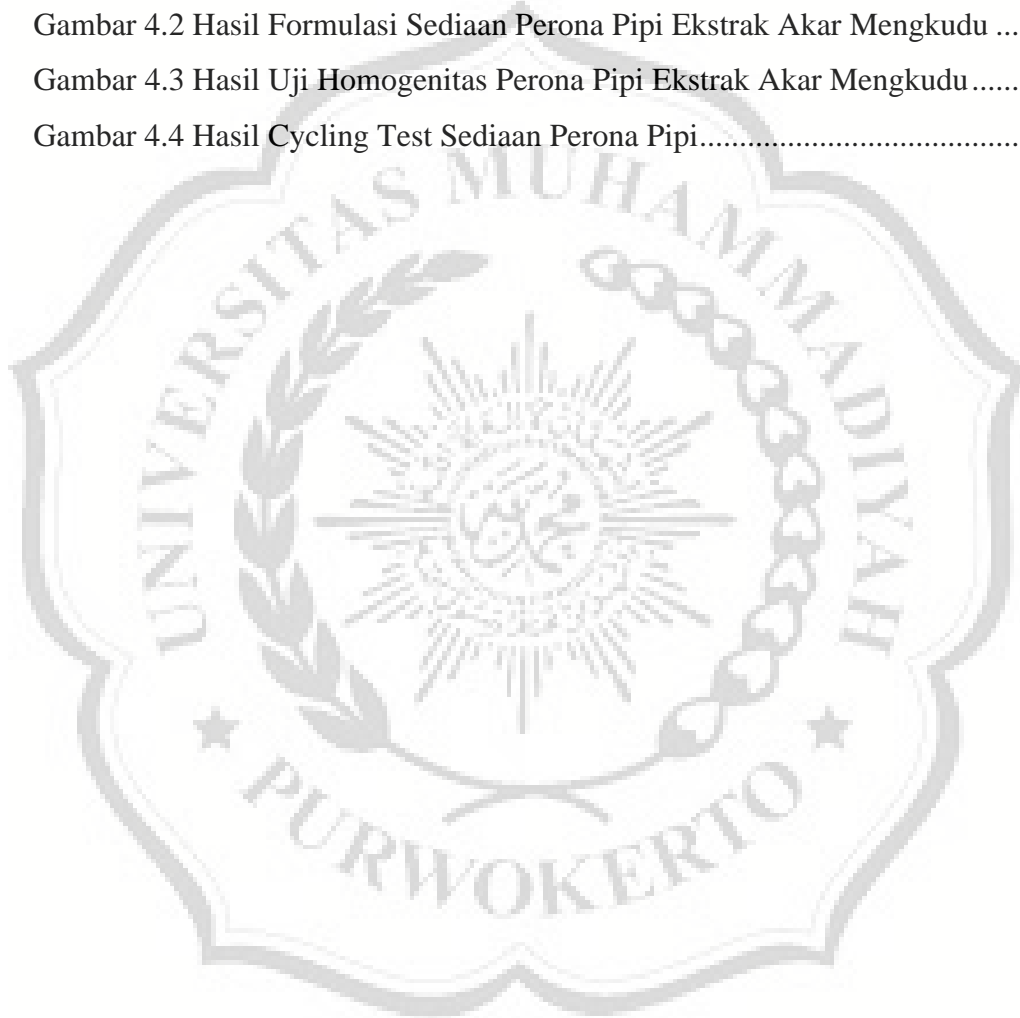 Gambar 4.2 Hasil Formulasi Sediaan Perona Pipi Ekstrak Akar Mengkudu ...
Gambar 4.3 Hasil Uji Homogenitas Perona Pipi Ekstrak Akar Mengkudu ......
Gambar 4.4 Hasil Cycling Test Sediaan Perona Pipi........................................
UNIVERSITAS MUHAMMADIYAH
PURWOKERTO